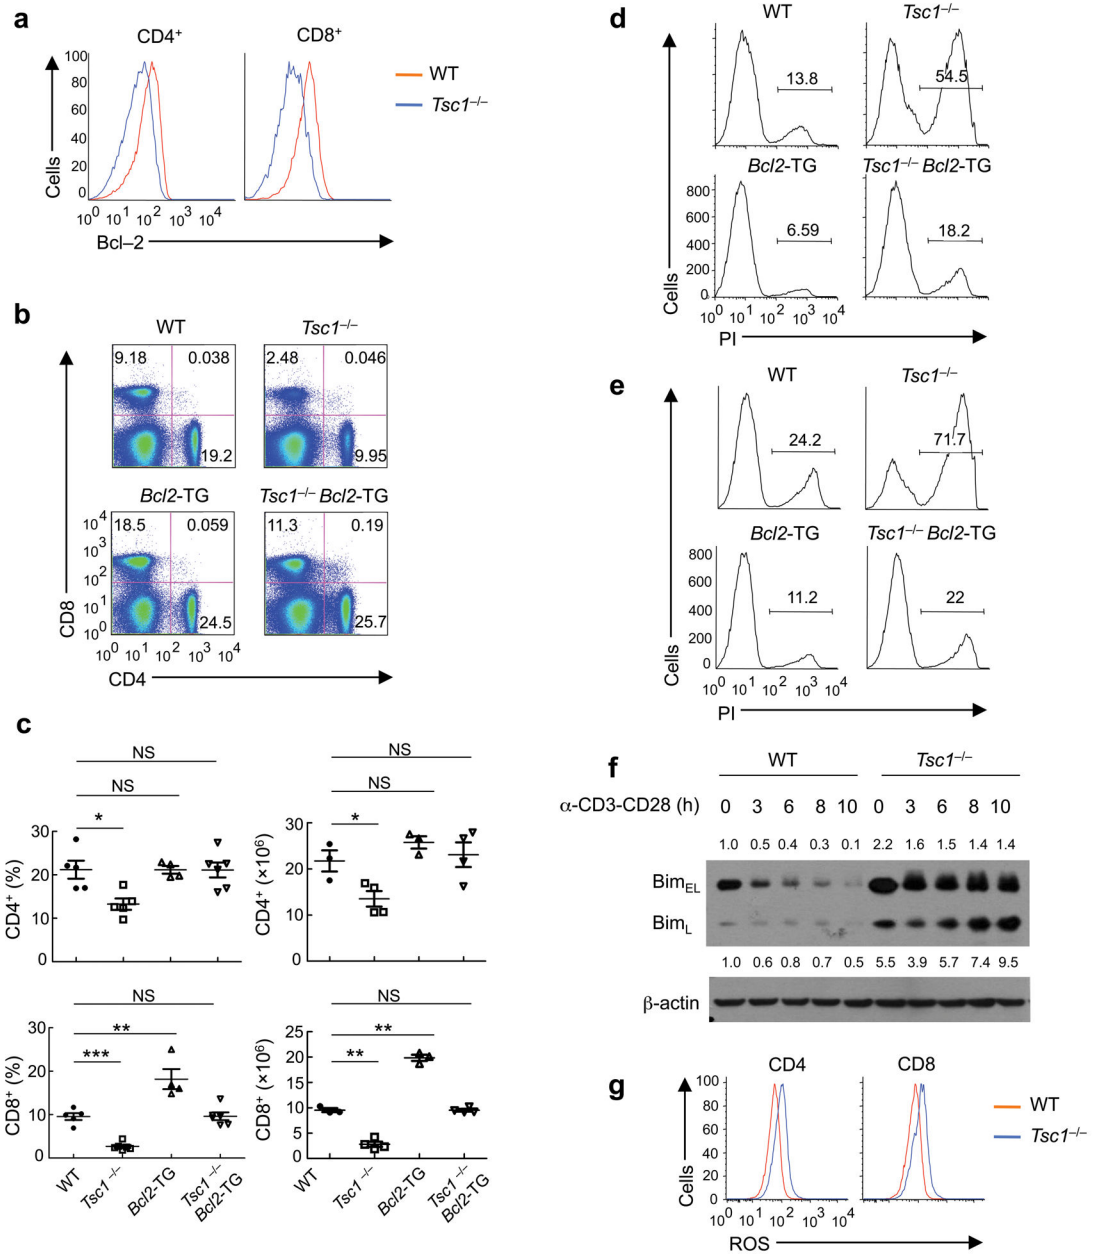 a
CD4⁺
CD8⁺
100
80
60
40
20
0
Cells
10⁰ 10¹ 10² 10³ 10⁴
Bcl–2
WT
Tsc1⁻/⁻
b
WT
Tsc1⁻/⁻
9.18 0.038
19.2
2.48 0.046
9.95
Bcl2-TG
Tsc1⁻/⁻ Bcl2-TG
18.5 0.059
24.5
11.3 0.19
25.7
10⁴
10³
10²
10¹
10⁰
CD8
10⁰ 10¹ 10² 10³ 10⁴
CD4
c
NS
NS
*
30
20
10
0
CD4⁺ (%)
NS
NS
*
30
20
10
0
CD4⁺ (×10⁶)
NS
**
***
30
20
10
0
CD8⁺ (%)
WT
Tsc1⁻/⁻
Bcl2-TG
Tsc1⁻/⁻
Bcl2-TG
NS
**
**
25
20
15
10
5
0
CD8⁺ (×10⁶)
WT
Tsc1⁻/⁻
Bcl2-TG
Tsc1⁻/⁻
Bcl2-TG
d
WT
Tsc1⁻/⁻
13.8
54.5
Bcl2-TG
Tsc1⁻/⁻ Bcl2-TG
800
600
400
200
0
6.59
18.2
Cells
10⁰ 10¹ 10² 10³ 10⁴
PI
e
WT
Tsc1⁻/⁻
24.2
71.7
Bcl2-TG
Tsc1⁻/⁻ Bcl2-TG
800
600
400
200
0
11.2
22
Cells
10⁰ 10¹ 10² 10³ 10⁴
PI
f
WT
Tsc1⁻/⁻
α-CD3-CD28 (h) 0 3 6 8 10 0 3 6 8 10
1.0 0.5 0.4 0.3 0.1 2.2 1.6 1.5 1.4 1.4
Bim_EL
Bim_L
1.0 0.6 0.8 0.7 0.5 5.5 3.9 5.7 7.4 9.5
β-actin
g
CD4
CD8
100
80
60
40
20
0
Cells
10⁰ 10¹ 10² 10³ 10⁴
ROS
WT
Tsc1⁻/⁻